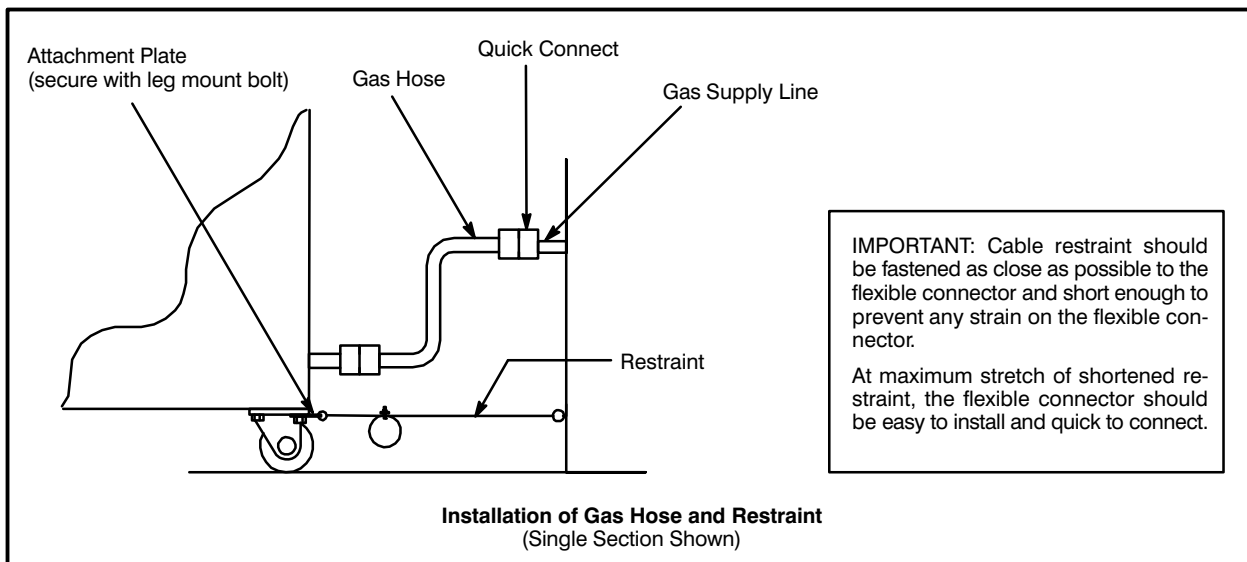 Attachment Plate
(secure with leg mount bolt)
Gas Hose
Quick Connect
Gas Supply Line
Restraint
IMPORTANT: Cable restraint should
be fastened as close as possible to the
flexible connector and short enough to
prevent any strain on the flexible con-
nector.
At maximum stretch of shortened re-
straint, the flexible connector should
be easy to install and quick to connect.
Installation of Gas Hose and Restraint
(Single Section Shown)